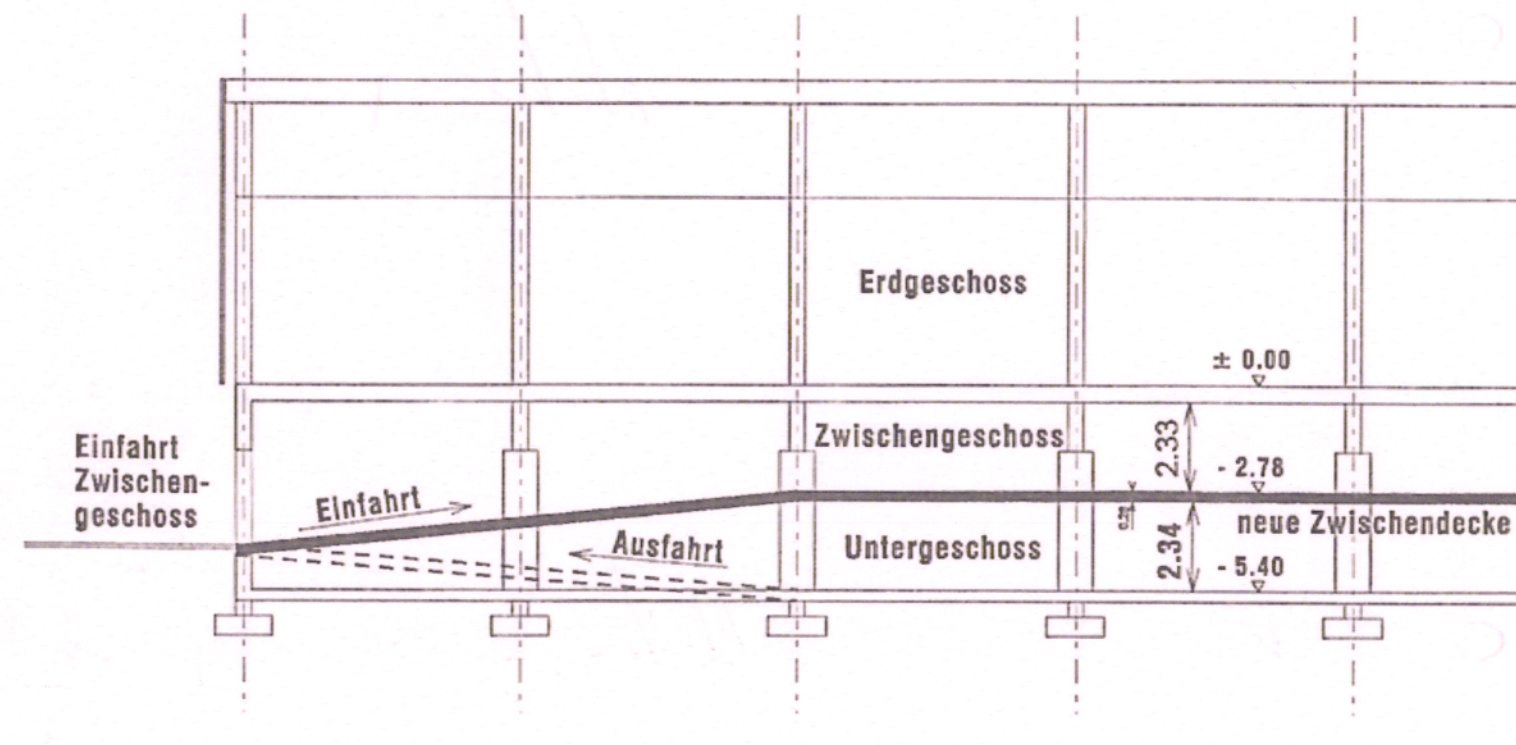 Erdgeschoss
± 0.00
Einfahrt
Zwischen-
geschoss
Zwischengeschoss
2.33
- 2.78
Einfahrt
neue Zwischendecke
Ausfahrt
Untergeschoss
2.34
- 5.40